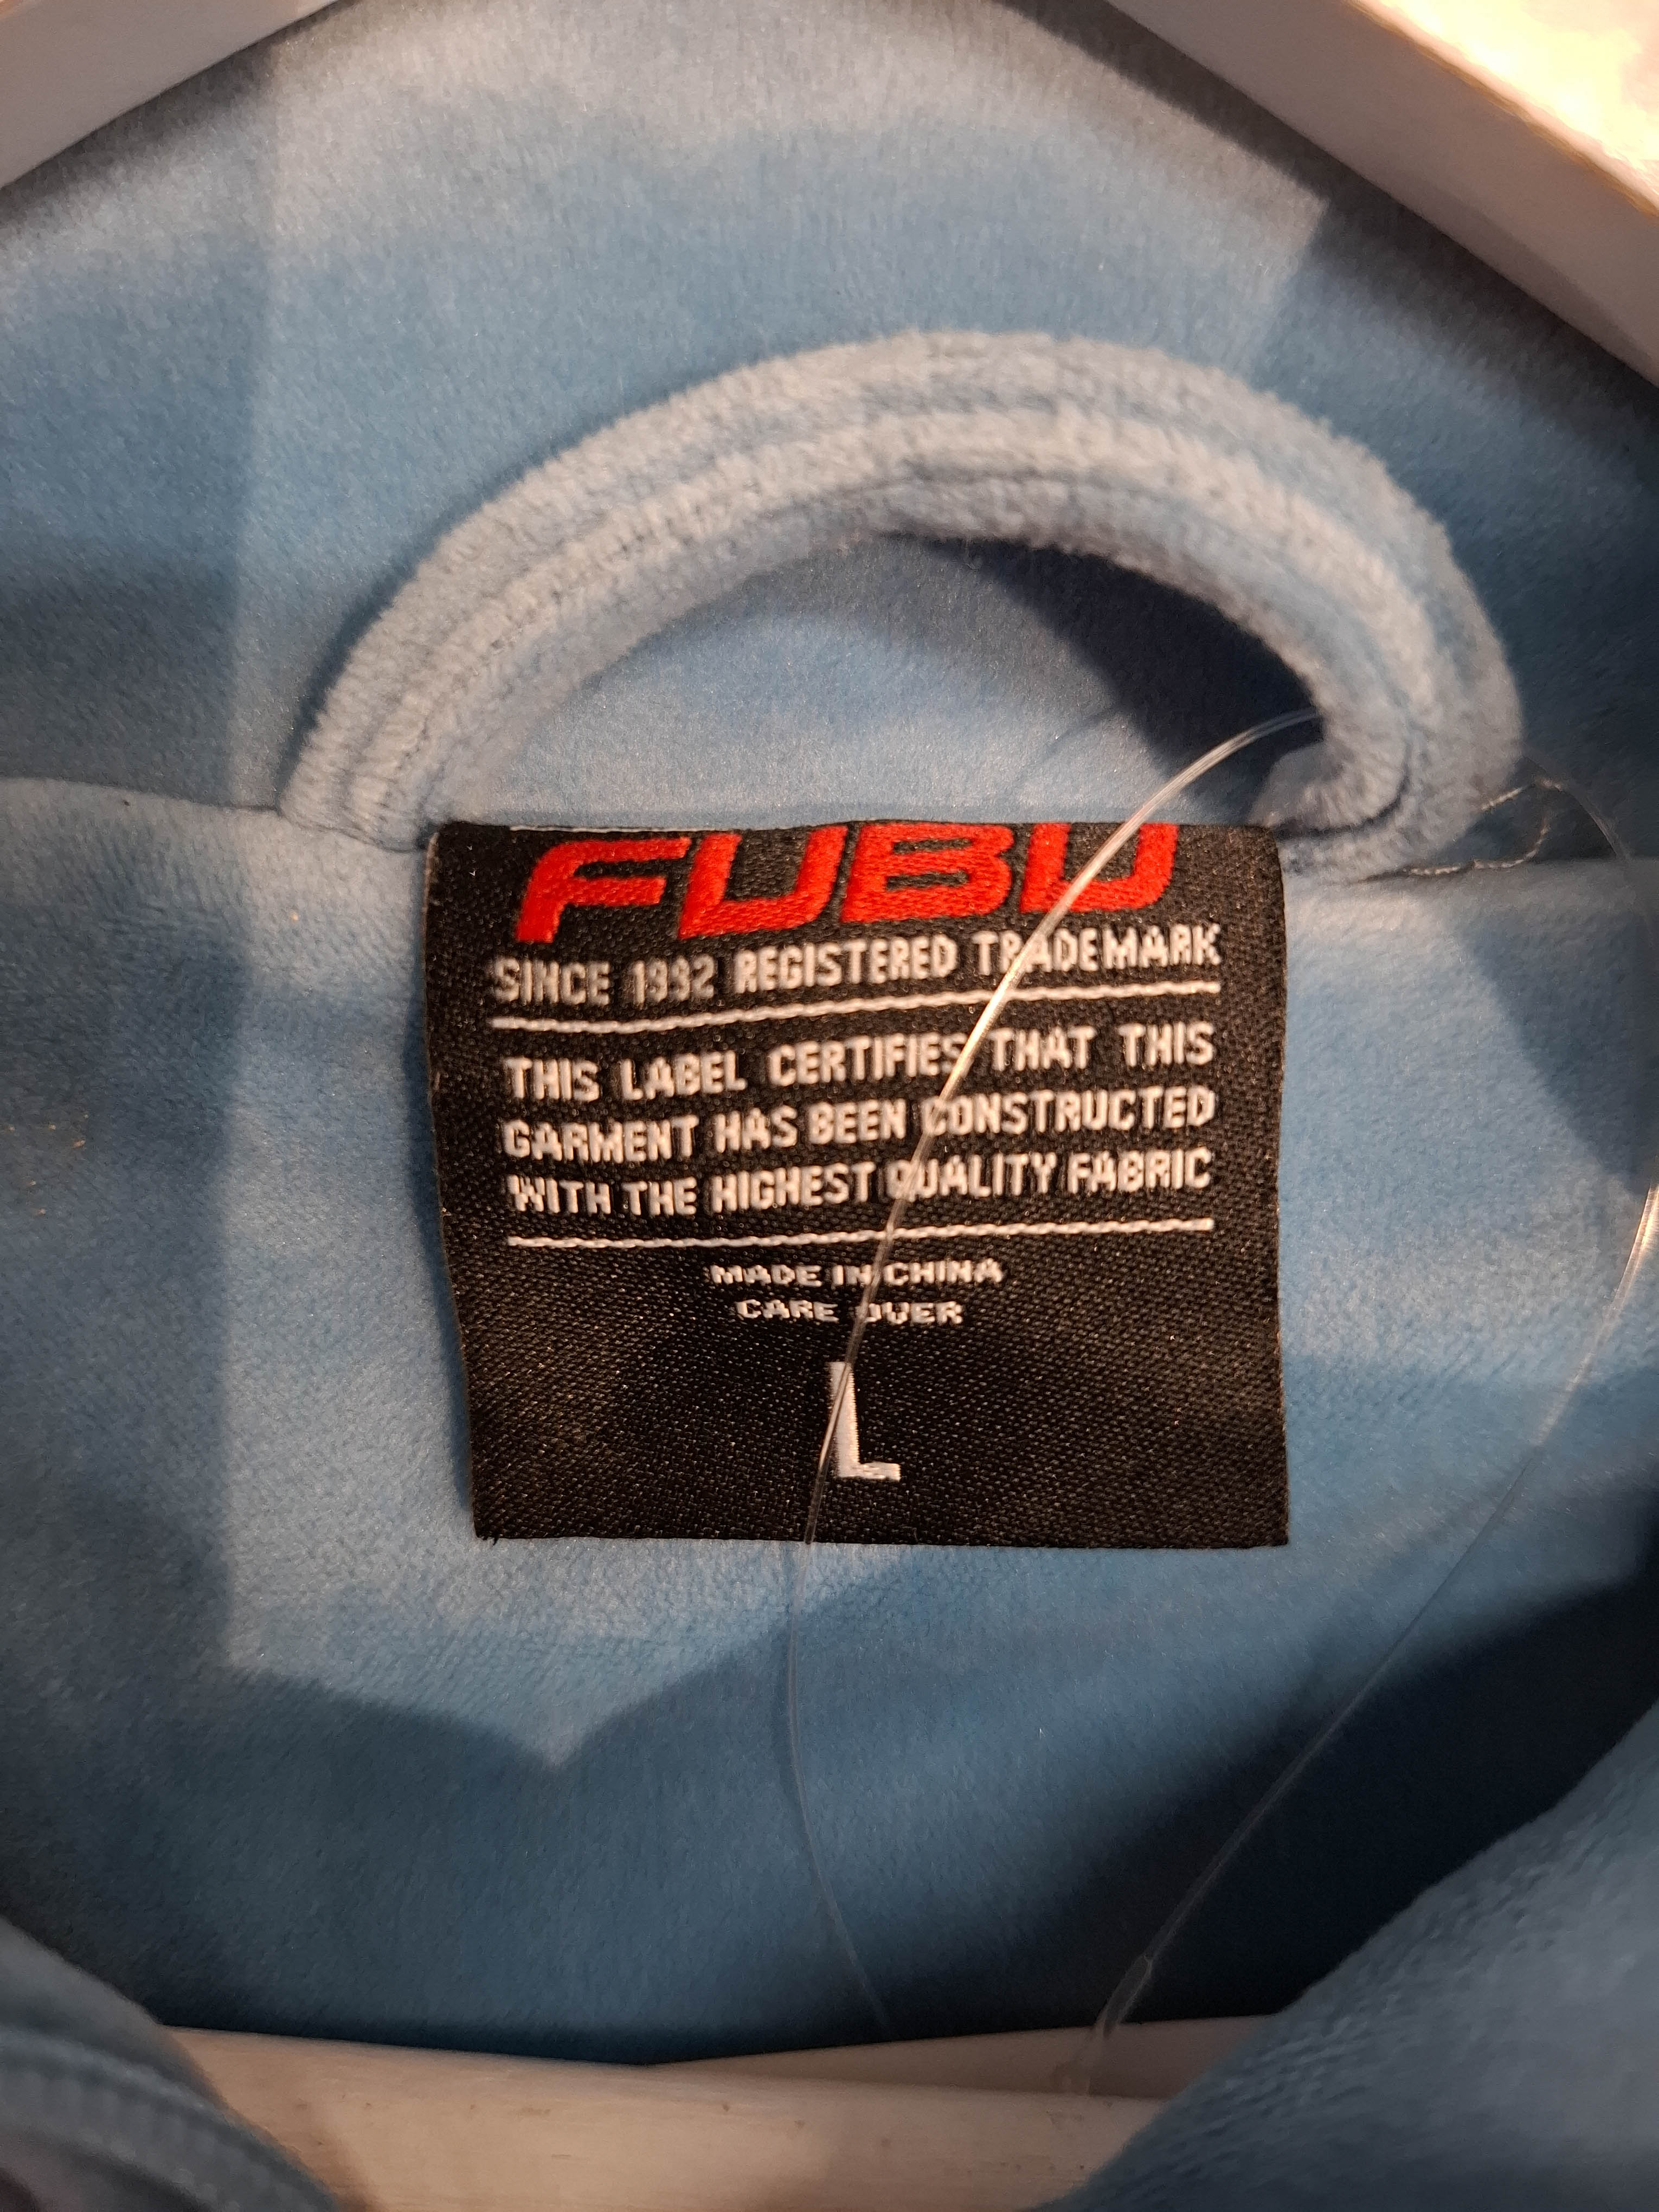 FUBU
SINCE 1992 REGISTERED TRADEMARK
THIS LABEL CERTIFIES THAT THIS
GARMENT HAS BEEN CONSTRUCTED
WITH THE HIGHEST QUALITY FABRIC
MADE IN CHINA
CARE OVER
L